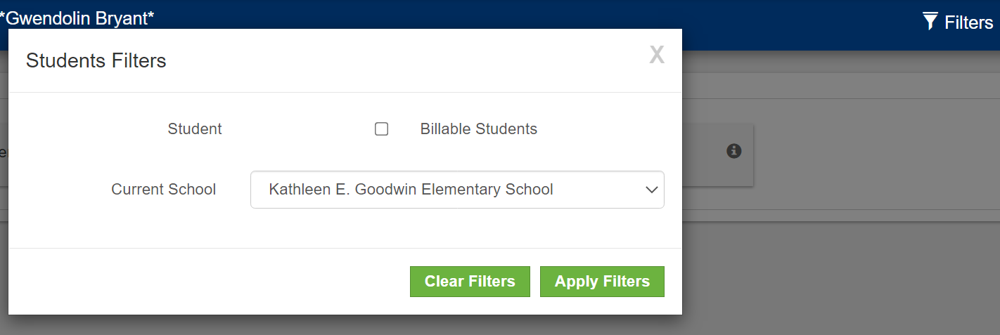 *Gwendolin Bryant*
Filters
Students Filters
X
Student
Billable Students
Current School
Kathleen E. Goodwin Elementary School
Clear Filters
Apply Filters